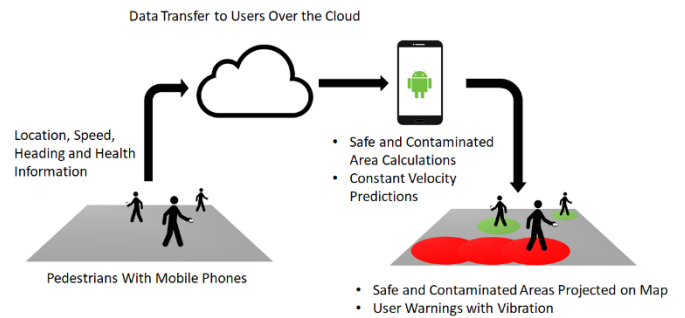 Data Transfer to Users Over the Cloud
Location, Speed,
Heading and Health
Information
• Safe and Contaminated
Area Calculations
• Constant Velocity
Predictions
Pedestrians With Mobile Phones
• Safe and Contaminated Areas Projected on Map
• User Warnings with Vibration